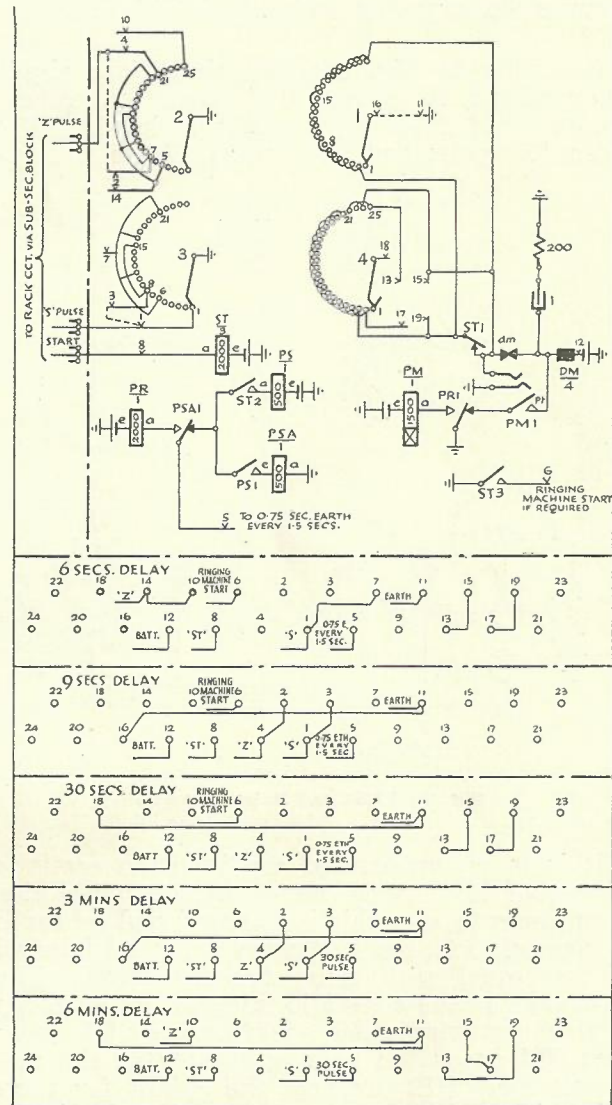 10
4
21
25
'Z' PULSE
2
7
5
14
1
15
16
11
8
1
1
TO RACK CCT. VIA SUB-SEC. BLOCK
21
15
7
3
3
9
6
1
21
25
4
18
13
15
17
19
1
200
1
'S' PULSE
START
8
a
ST
3
2000
e
ST1
dm
12
DM
4
PR
1
e
2000
a
PSA1
ST2
a
PS
1
1500
e
PS1
e
PSA
1
1500
a
PM
1
e
1500
a
PR1
PM1
5
TO 0·75 SEC. EARTH
EVERY 1·5 SECS.
ST3
6
RINGING
MACHINE START
IF REQUIRED
6 SECS. DELAY
22 18 14 10 RINGING MACHINE START 6 2 3 7 EARTH 11 15 19 23
'Z'
24 20 16 12 8 4 1 5 9 13 17 21
BATT. 'ST' 'S' 0·75 E. EVERY 1·5 SEC.
9 SECS DELAY
22 18 14 10 RINGING MACHINE START 6 2 3 7 EARTH 11 15 19 23
24 20 16 12 8 4 1 5 9 13 17 21
BATT. 'ST' 'Z' 'S' 0·75 ETH EVERY 1·5 SEC
30 SECS. DELAY
22 18 14 10 RINGING MACHINE START 6 2 3 7 EARTH 11 15 19 23
24 20 16 12 8 4 1 5 9 13 17 21
BATT 'ST' 'Z' 'S' 0·75 ETH EVERY 1·5 SEC.
3 MINS DELAY
22 18 14 10 6 2 3 7 EARTH 11 15 19 23
24 20 16 12 8 4 1 5 9 13 17 21
BATT. 'ST' Z' 'S' 30 SEC PULSE
6 MINS. DELAY
22 18 14 10 6 2 3 7 EARTH 11 15 19 23
'Z'
24 20 16 12 8 4 1 5 9 13 17 21
BATT. 'ST' 'S' 30 SEC. PULSE